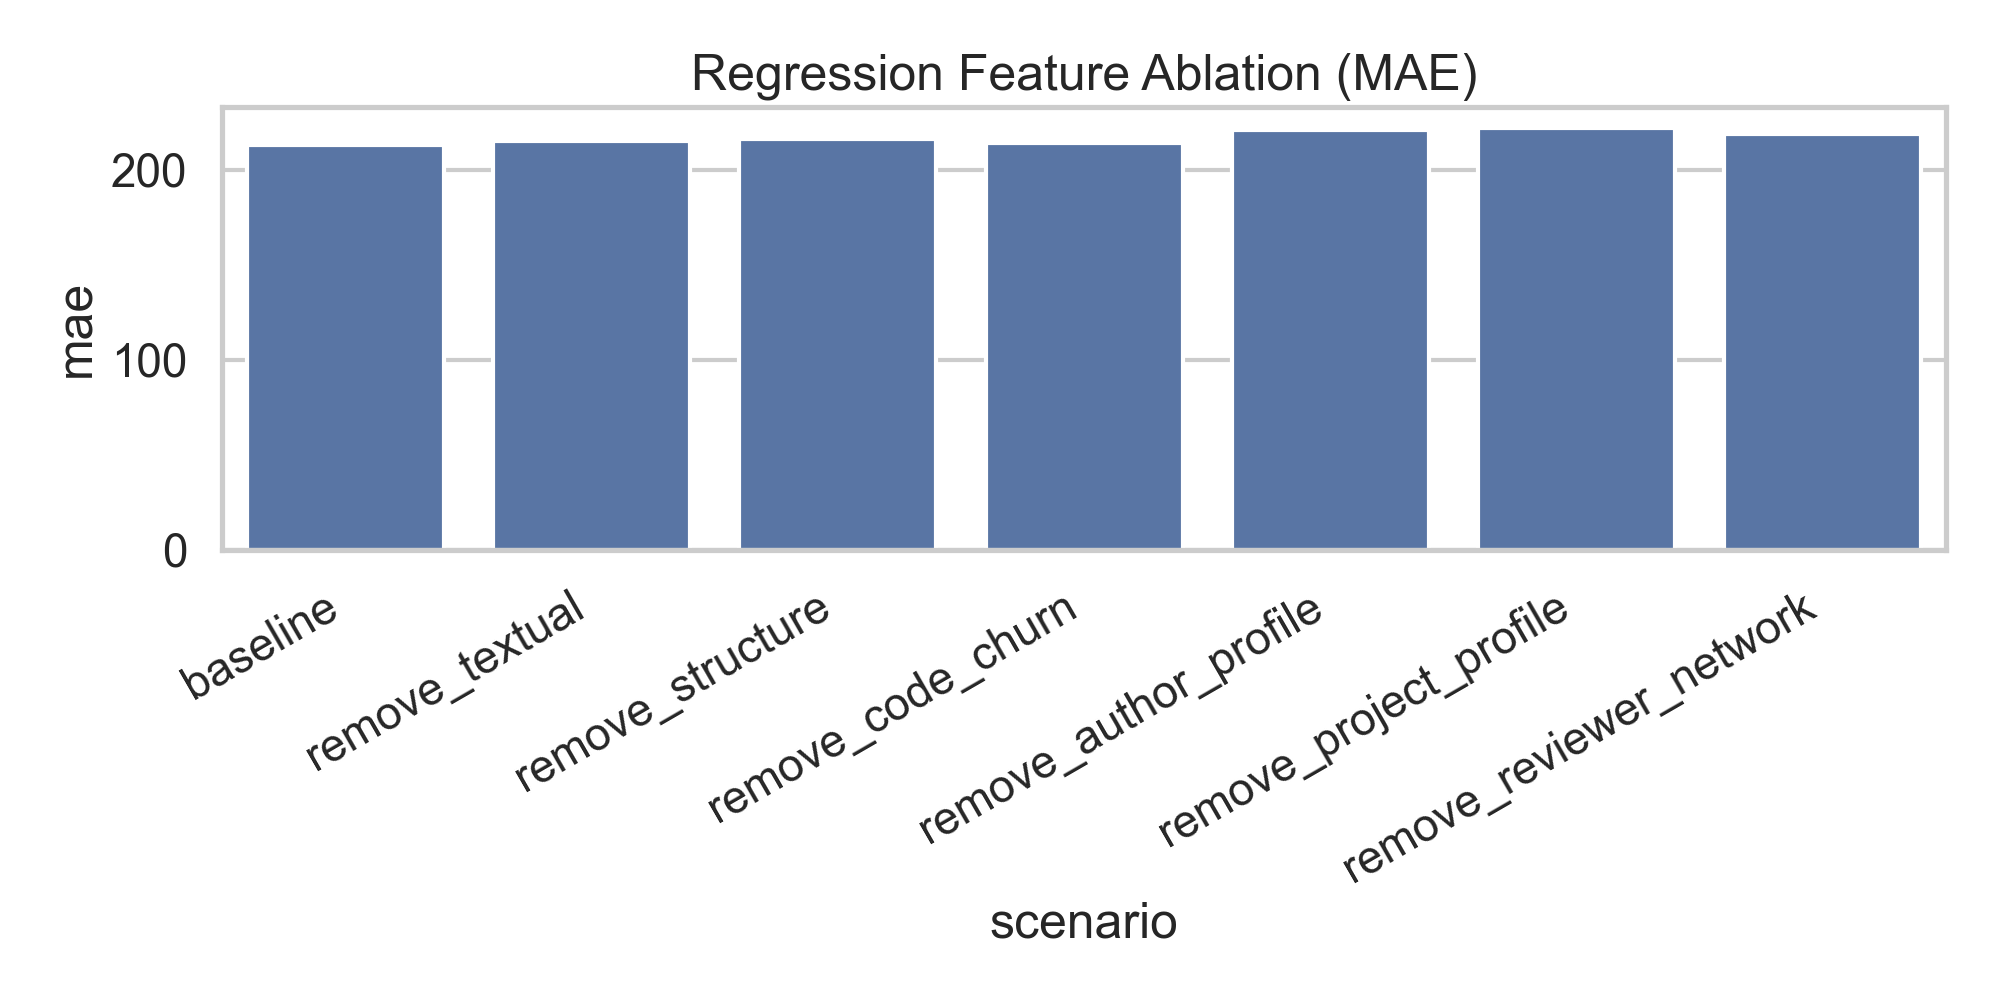 Regression Feature Ablation (MAE)
mae
200
100
0
baseline
remove_textual
remove_structure
remove_code_churn
remove_author_profile
remove_project_profile
remove_reviewer_network
scenario